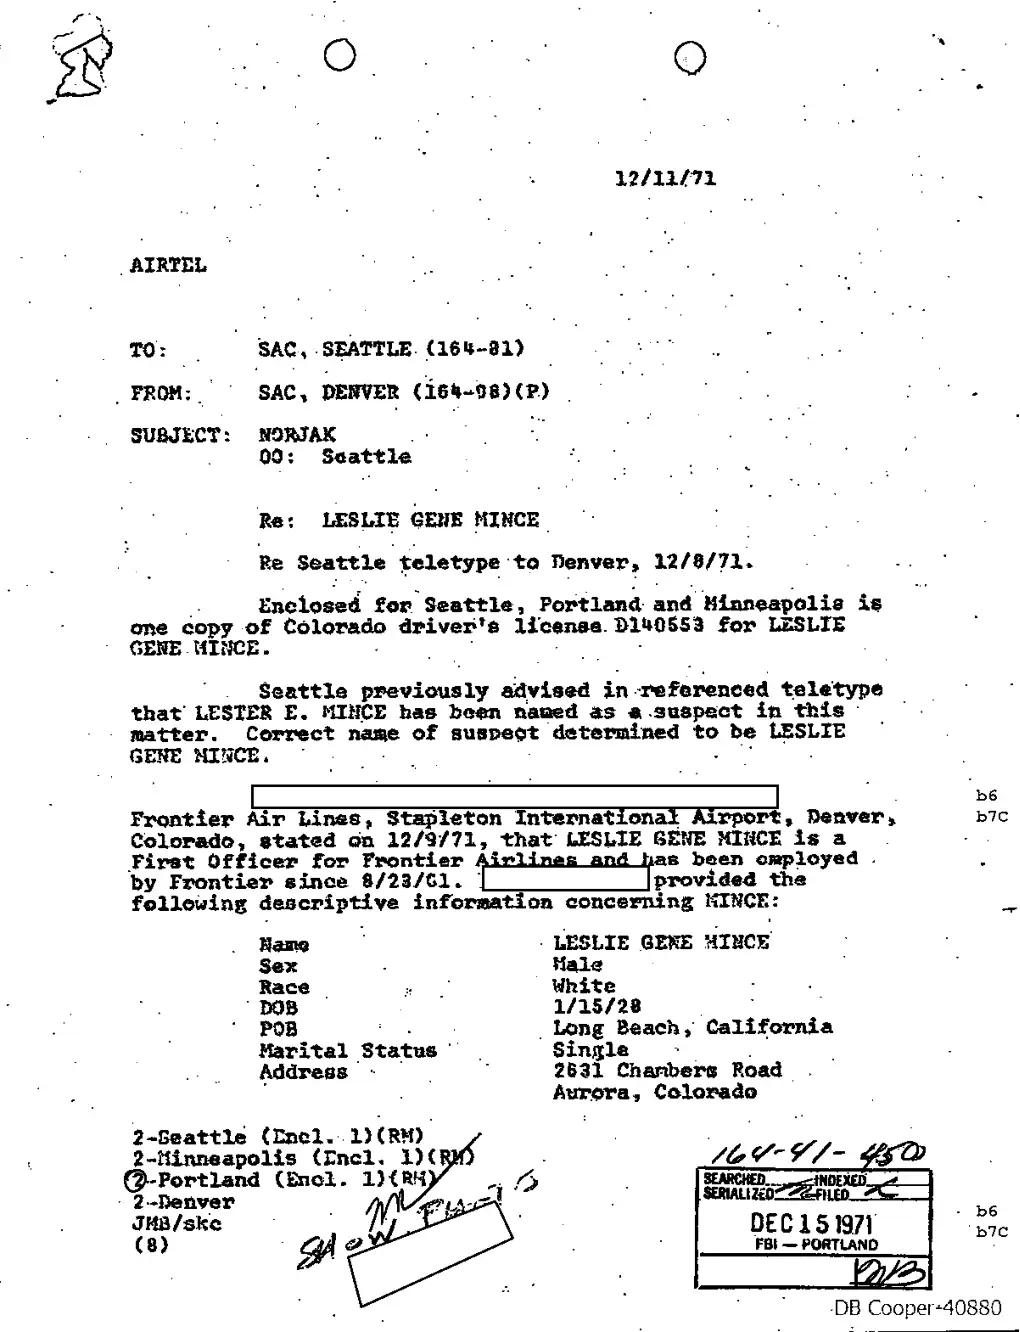 12/11/71
AIRTEL
TO: SAC, SEATTLE (164-81)
FROM: SAC, DENVER (164-98)(P)
SUBJECT: NORJAK
OO: Seattle
Re: LESLIE GENE MINCE
Re Seattle teletype to Denver, 12/8/71.
Enclosed for Seattle, Portland and Minneapolis is
one copy of Colorado driver's license D140553 for LESLIE
GENE MINCE.
Seattle previously advised in referenced teletype
that LESTER E. MINCE has been named as a suspect in this
matter. Correct name of suspect determined to be LESLIE
GENE MINCE.
b6
Frontier Air Lines, Stapleton International Airport, Denver, b7C
Colorado, stated on 12/9/71, that LESLIE GENE MINCE is a
First Officer for Frontier Airlines and has been employed
by Frontier since 8/23/61. provided the
following descriptive information concerning MINCE:
Name LESLIE GENE MINCE
Sex Male
Race White
DOB 1/15/28
POB Long Beach, California
Marital Status Single
Address 2631 Chambers Road
Aurora, Colorado
2-Seattle (Encl. 1)(RM)
2-Minneapolis (Encl. 1)(RM)
2-Portland (Encl. 1)(RM)
2-Denver
JMB/skc
(8)
SHOW
164-41-450
SEARCHED INDEXED
SERIALIZED FILED
DEC 15 1971
FBI — PORTLAND
b6
b7C
DB Cooper-40880